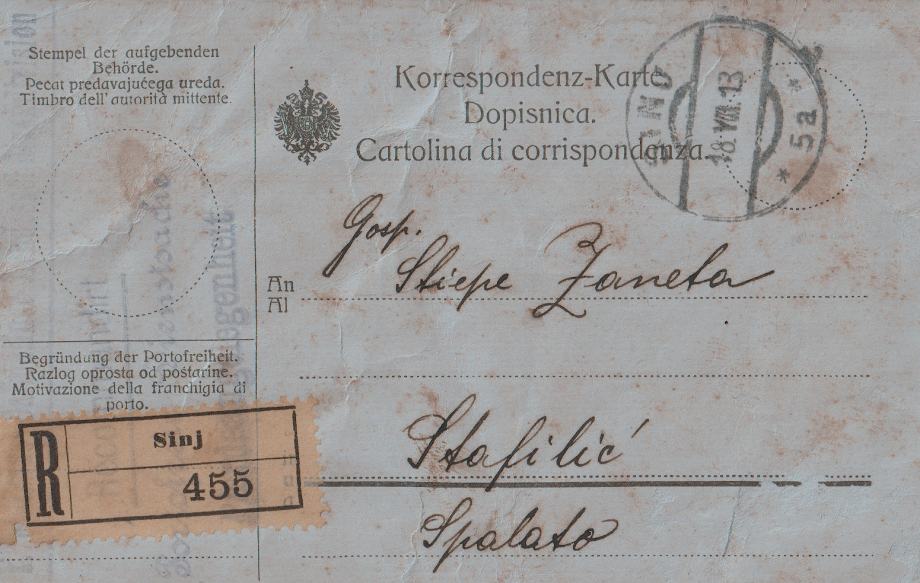 Stempel der aufgebenden
Behörde.
Pecat predavajućega ureda.
Timbro dell' autorità mittente.
Korrespondenz-Karte
Dopisnica.
Cartolina di corrispondenza.
18 VIII 13
* 5a *
Gosp.
Stiepe Zaneta
An
Al
Begründung der Portofreiheit.
Razlog oprosta od poštarine.
Motivazione della franchigia di
porto.
R
Sinj
455
Stafilić
Spalato